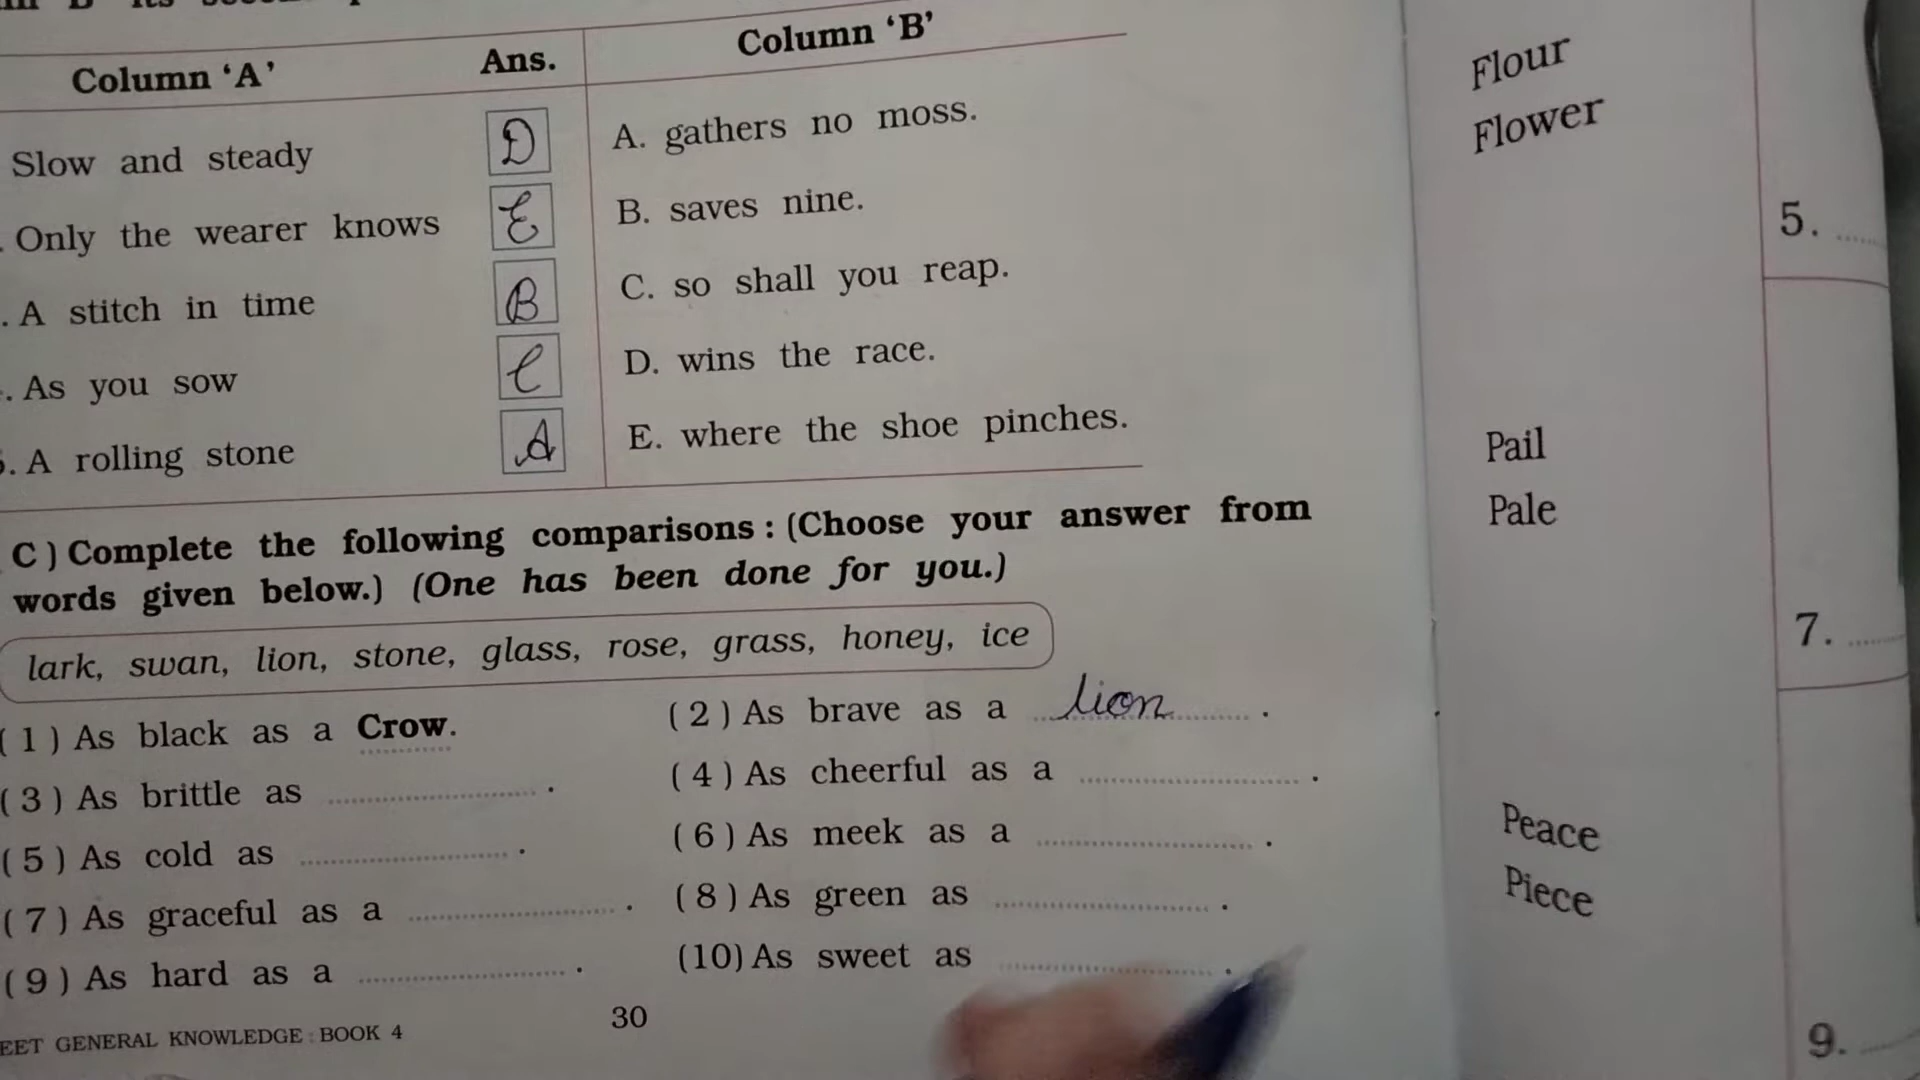 Column 'A' Ans. Column 'B'
Slow and steady D A. gathers no moss.
Only the wearer knows E B. saves nine.
. A stitch in time B C. so shall you reap.
. As you sow C D. wins the race.
. A rolling stone A E. where the shoe pinches.
C ) Complete the following comparisons : (Choose your answer from
words given below.) (One has been done for you.)
lark, swan, lion, stone, glass, rose, grass, honey, ice
( 1 ) As black as a Crow. ( 2 ) As brave as a lion .
( 3 ) As brittle as .................... . ( 4 ) As cheerful as a .................... .
( 5 ) As cold as .................... . ( 6 ) As meek as a .................... .
( 7 ) As graceful as a .................... . ( 8 ) As green as .................... .
( 9 ) As hard as a .................... . (10) As sweet as .................... .
EET GENERAL KNOWLEDGE : BOOK 4 30
Flour
Flower
5. .....
Pail
Pale
7. .....
Peace
Piece
9. .....